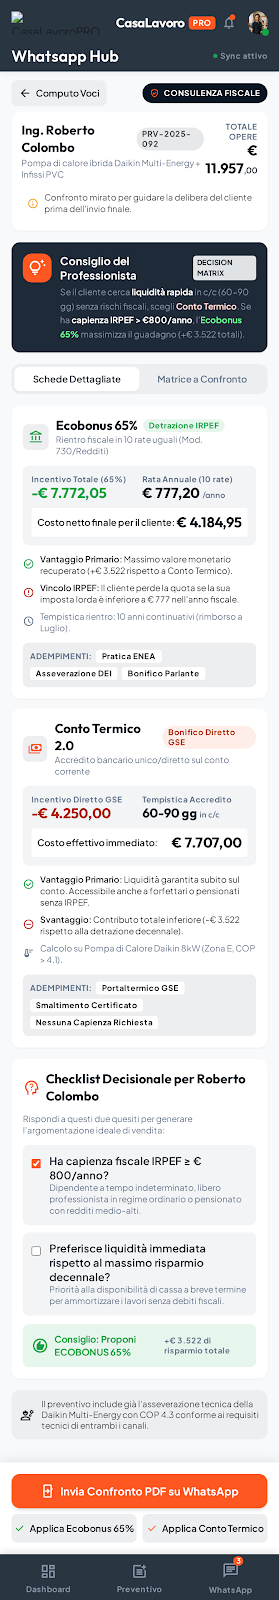 CasaLavoroPRO
CasaLavoro PRO
Whatsapp Hub
Sync attivo
Computo Voci
CONSULENZA FISCALE
Ing. Roberto
Colombo
PRV-2025-
092
Pompa di calore ibrida Daikin Multi-Energy +
Infissi PVC
TOTALE
OPERE
€
11.957,00
Confronto mirato per guidare la delibera del cliente
prima dell'invio finale.
Consiglio del
Professionista
DECISION
MATRIX
Se il cliente cerca liquidità rapida in c/c (60-90
gg) senza rischi fiscali, scegli Conto Termico. Se
ha capienza IRPEF > €800/anno, l'Ecobonus
65% massimizza il guadagno (+€ 3.522 totali).
Schede Dettagliate
Matrice a Confronto
Ecobonus 65%
Detrazione IRPEF
Rientro fiscale in 10 rate uguali (Mod.
730/Redditi)
Incentivo Totale (65%)
-€ 7.772,05
Rata Annuale (10 rate)
€ 777,20 /anno
Costo netto finale per il cliente: € 4.184,95
Vantaggio Primario: Massimo valore monetario
recuperato (+€ 3.522 rispetto a Conto Termico).
Vincolo IRPEF: Il cliente perde la quota se la sua
imposta lorda è inferiore a € 777 nell'anno fiscale.
Tempistica rientro: 10 anni continuativi (rimborso a
Luglio).
ADEMPIMENTI: Pratica ENEA
Asseverazione DEI Bonifico Parlante
Conto Termico
2.0
Bonifico Diretto
GSE
Accredito bancario unico/diretto sul conto
corrente
Incentivo Diretto GSE
-€ 4.250,00
Tempistica Accredito
60-90 gg in c/c
Costo effettivo immediato: € 7.707,00
Vantaggio Primario: Liquidità garantita subito sul
conto. Accessibile anche a forfettari o pensionati
senza IRPEF.
Svantaggio: Contributo totale inferiore (-€ 3.522
rispetto alla detrazione decennale).
Calcolo su Pompa di Calore Daikin 8kW (Zona E, COP
> 4.1).
ADEMPIMENTI: Portaltermico GSE
Smaltimento Certificato
Nessuna Capienza Richiesta
Checklist Decisionale per Roberto
Colombo
Rispondi a questi due quesiti per generare
l'argomentazione ideale di vendita:
Ha capienza fiscale IRPEF ≥ €
800/anno?
Dipendente a tempo indeterminato, libero
professionista in regime ordinario o pensionato
con redditi medio-alti.
Preferisce liquidità immediata
rispetto al massimo risparmio
decennale?
Priorità alla disponibilità di cassa a breve termine
per ammortizzare i lavori senza debiti fiscali.
Consiglio: Proponi
ECOBONUS 65%
+€ 3.522 di
risparmio totale
Il preventivo include già l'asseverazione tecnica della
Daikin Multi-Energy con COP 4.3 conforme ai requisiti
tecnici di entrambi i canali.
Invia Confronto PDF su WhatsApp
Applica Ecobonus 65%
Applica Conto Termico
Dashboard
Preventivo
3
WhatsApp